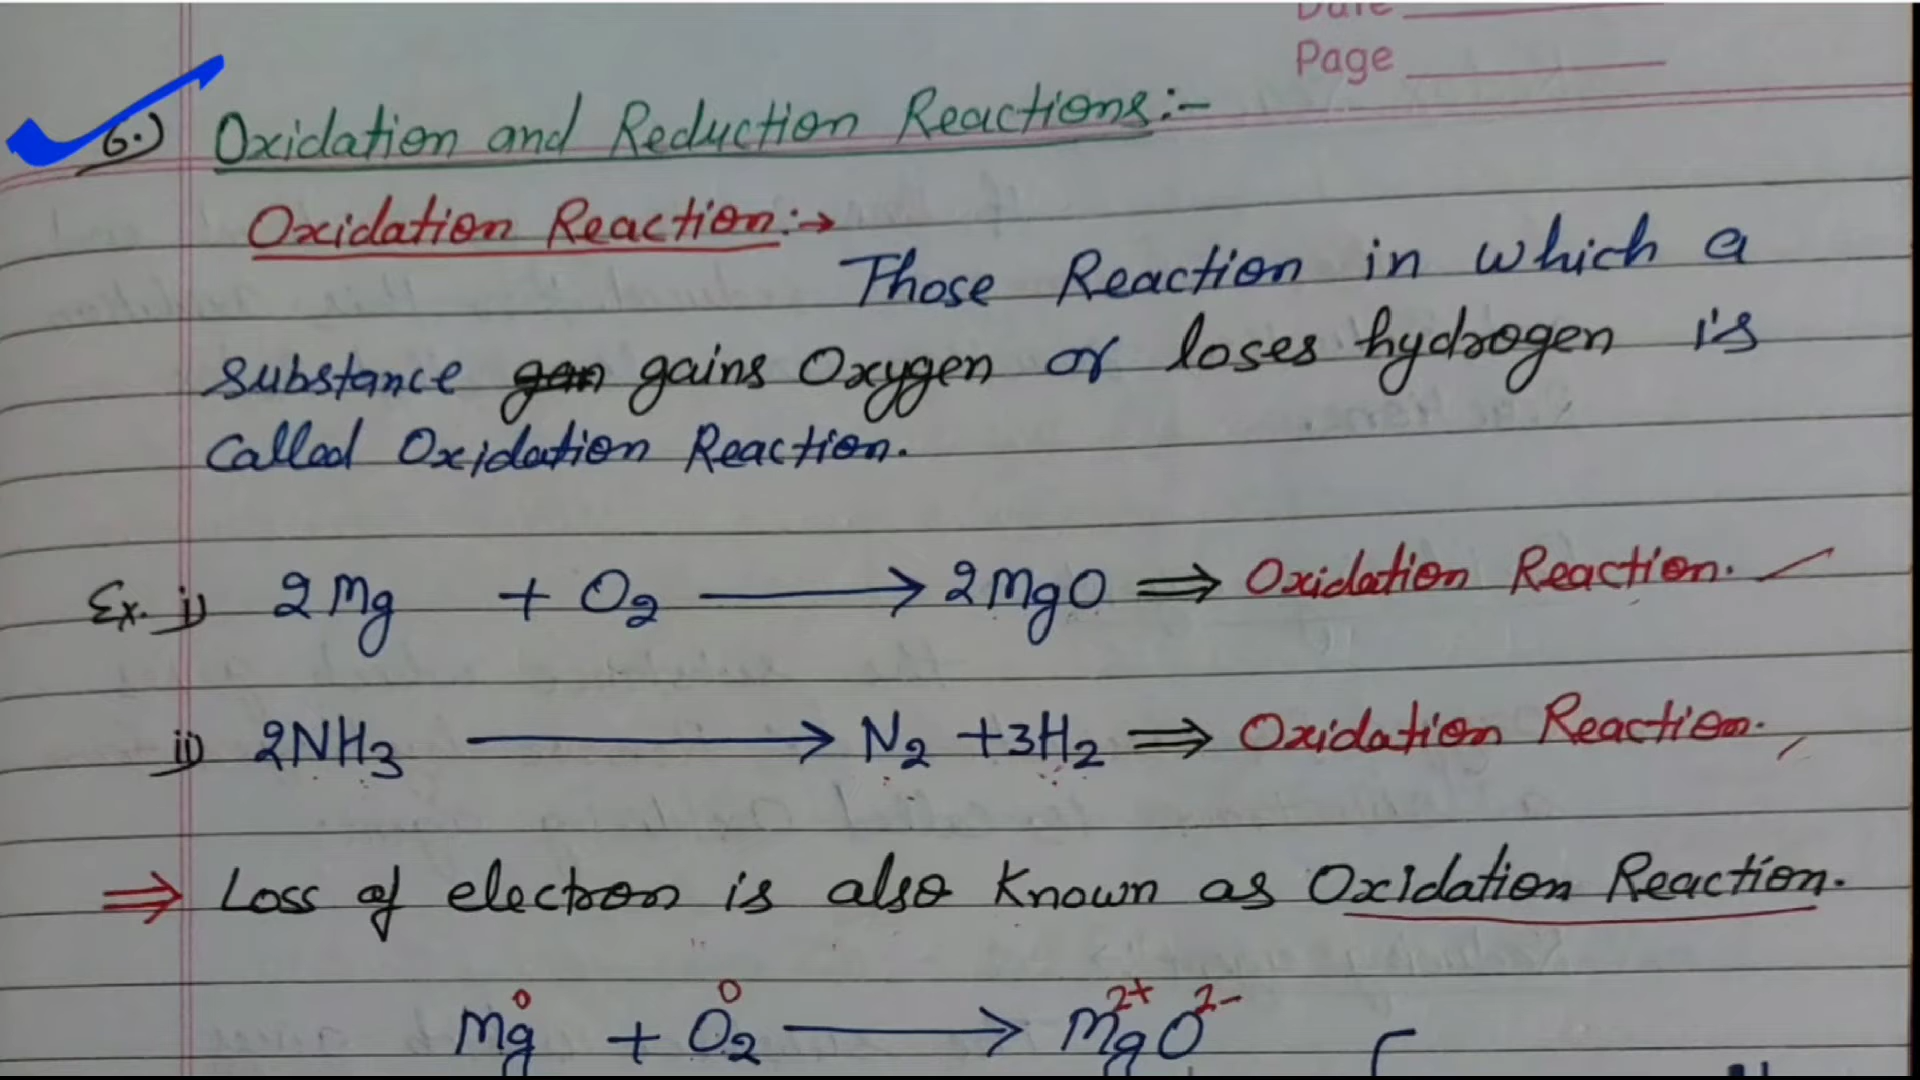 Date
Page
6.) Oxidation and Reduction Reactions:-
Oxidation Reaction:→
Those Reaction in which a
substance gan gains Oxygen or loses hydrogen is
called Oxidation Reaction.
Ex. i) 2Mg + O₂ ⟶ 2MgO ⇒ Oxidation Reaction.
ii) 2NH₃ ⟶ N₂ +3H₂ ⇒ Oxidation Reaction.
⇒ Loss of electron is also known as Oxidation Reaction.
Mg⁰ + O₂⁰ ⟶ Mg²⁺O²⁻